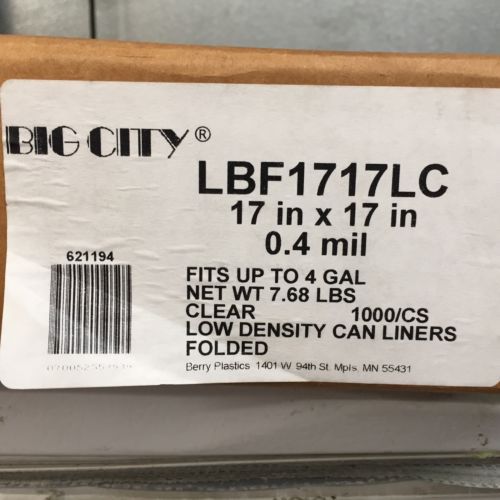 BIG CITY®
LBF1717LC
17 in x 17 in
0.4 mil
621194
FITS UP TO 4 GAL
NET WT 7.68 LBS
CLEAR 1000/CS
LOW DENSITY CAN LINERS
FOLDED
Berry Plastics 1401 W 94th St. Mpls, MN 55431